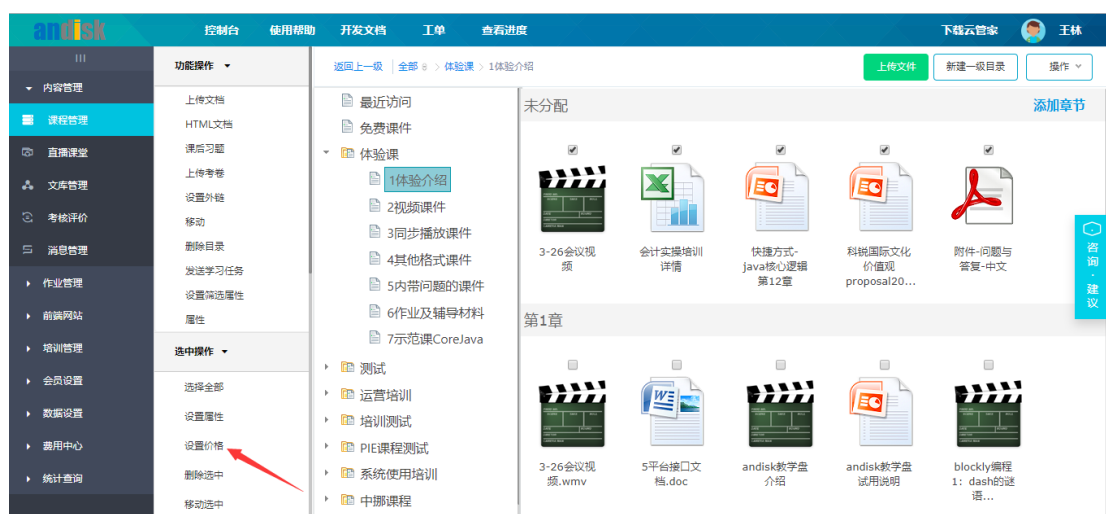 andisk 控制台 使用帮助 开发文档 工单 查看进度 下载云管家 王林
内容管理
课程管理
直播课堂
文库管理
考核评价
消息管理
作业管理
前端网站
培训管理
会员设置
数据设置
费用中心
统计查询
功能操作
上传文档
HTML文档
课后习题
上传考卷
设置外链
移动
删除目录
发送学习任务
设置筛选属性
属性
选中操作
选择全部
设置属性
设置价格
删除选中
移动选中
返回上一级 | 全部 8 > 体验课 > 1体验介绍
上传文件 新建一级目录 操作
最近访问
免费课件
体验课
1体验介绍
2视频课件
3同步播放课件
4其他格式课件
5内带问题的课件
6作业及辅导材料
7示范课CoreJava
测试
运营培训
培训测试
PIE课程测试
系统使用培训
中挪课程
未分配 添加章节
3-26会议视
频
会计实操培训
详情
快捷方式-
java核心逻辑
第12章
科锐国际文化
价值观
proposal20...
附件-问题与
答复-中文
第1章
3-26会议视
频.wmv
5平台接口文
档.doc
andisk教学盘
介绍
andisk教学盘
试用说明
blockly编程
1：dash的谜
语...
咨
询
·
建
议